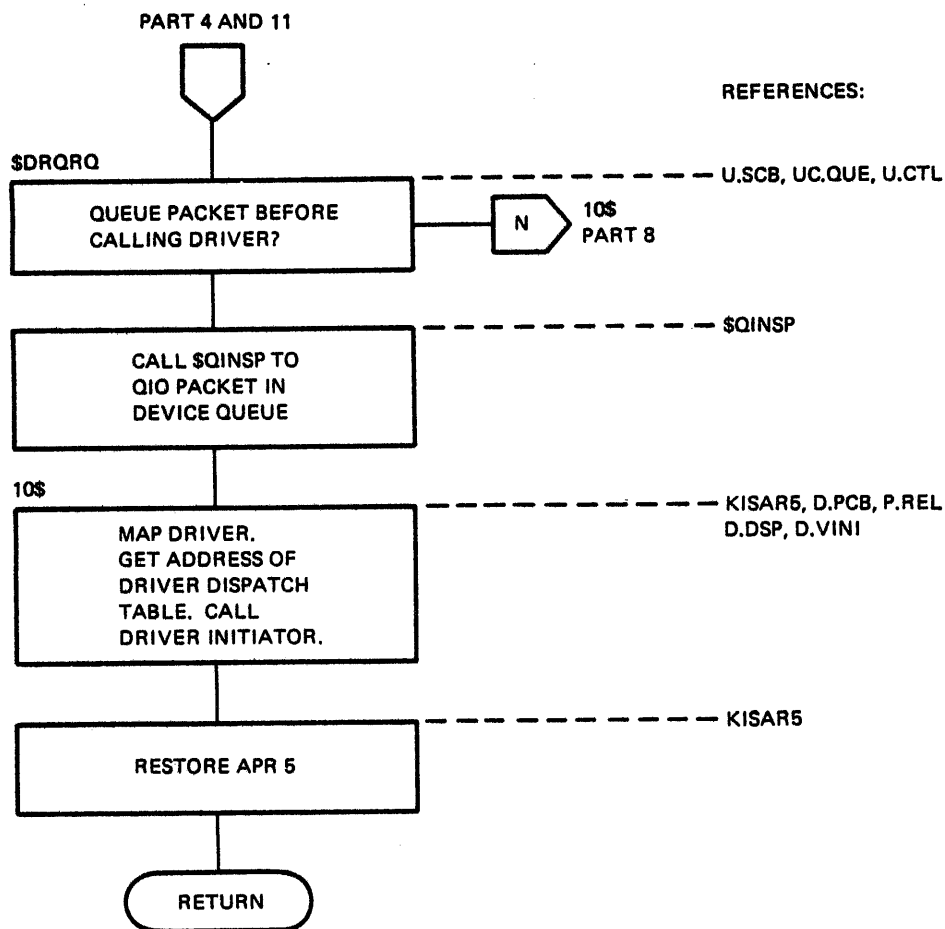 PART 4 AND 11
REFERENCES:
$DRQRQ
U.SCB, UC.QUE, U.CTL
QUEUE PACKET BEFORE
CALLING DRIVER?
N
10$
PART 8
$QINSP
CALL $QINSP TO
QIO PACKET IN
DEVICE QUEUE
10$
KISAR5, D.PCB, P.REL
D.DSP, D.VINI
MAP DRIVER.
GET ADDRESS OF
DRIVER DISPATCH
TABLE. CALL
DRIVER INITIATOR.
KISAR5
RESTORE APR 5
RETURN